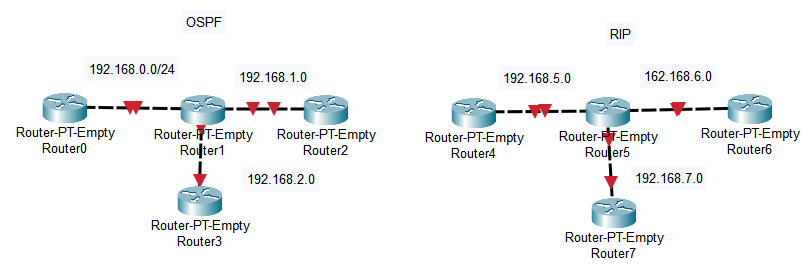 OSPF
RIP
192.168.0.0/24
192.168.1.0
192.168.5.0
162.168.6.0
Router-PT-Empty
Router0
Router-PT-Empty
Router1
Router-PT-Empty
Router2
Router-PT-Empty
Router4
Router-PT-Empty
Router5
Router-PT-Empty
Router6
192.168.2.0
192.168.7.0
Router-PT-Empty
Router3
Router-PT-Empty
Router7